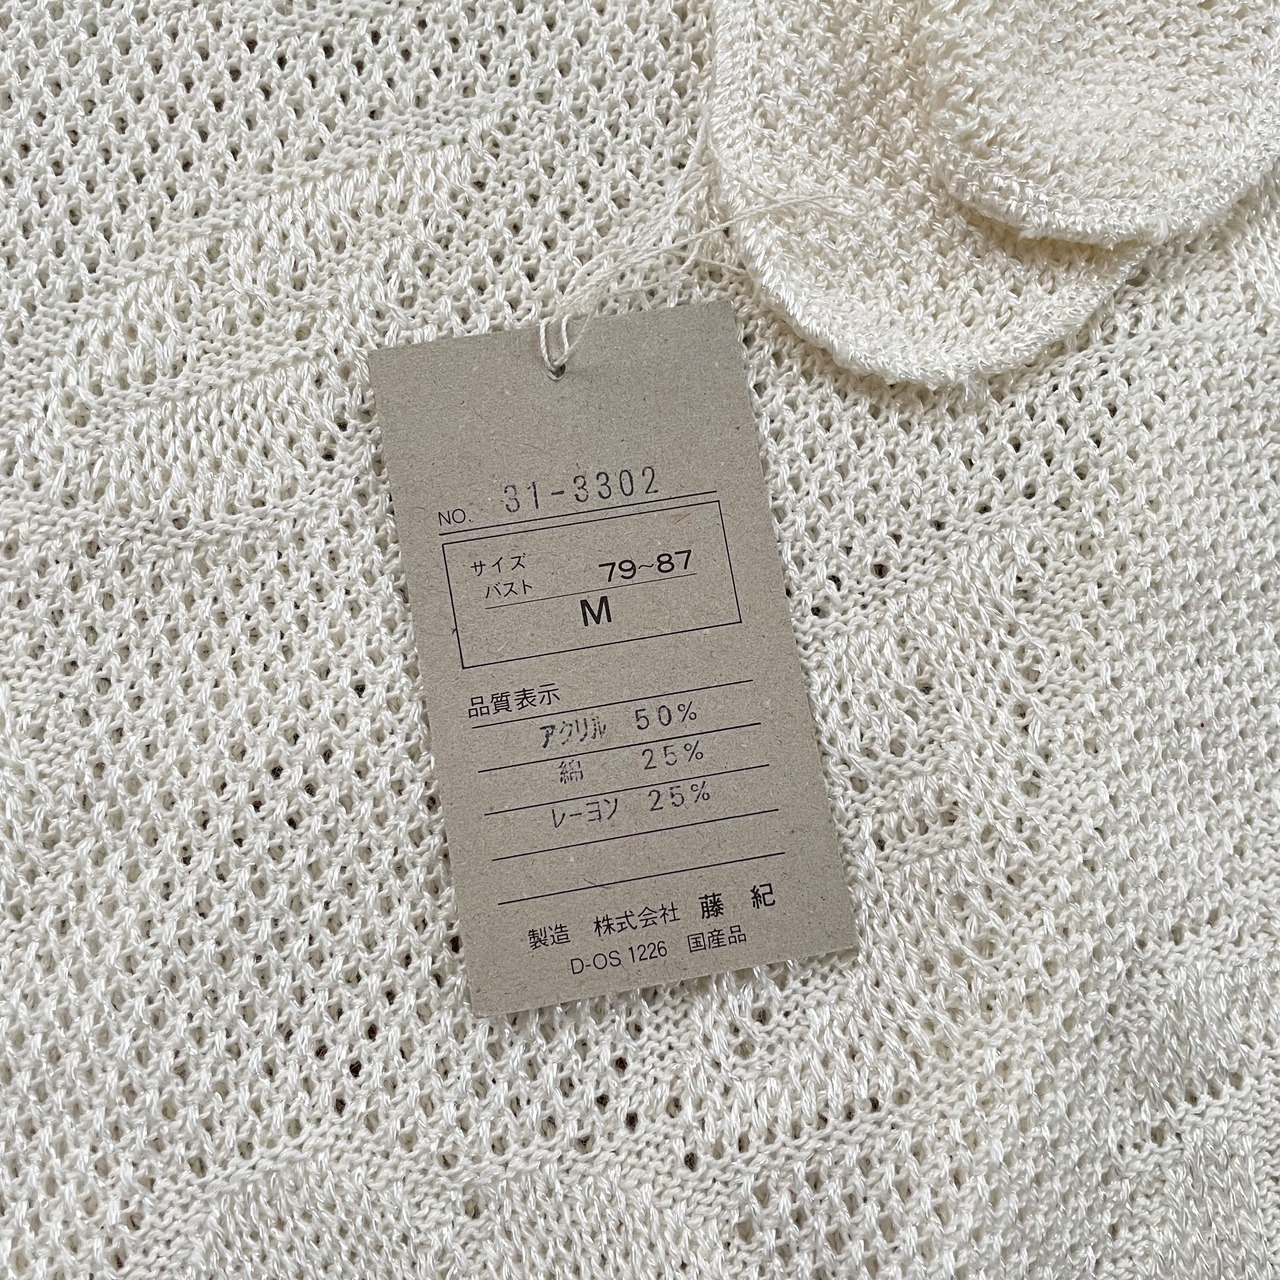 NO. 31-3302
サイズ
バスト 79~87
M
品質表示
アクリル 50%
綿 25%
レーヨン 25%
製造 株式会社 藤紀
D-OS 1226 国産品